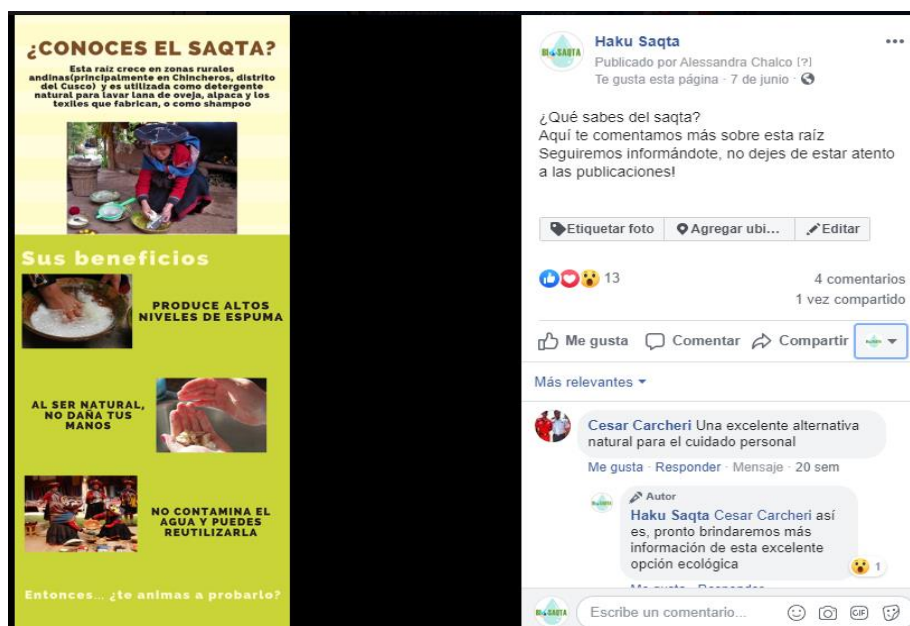 ¿CONOCES EL SAQTA?
Esta raíz crece en zonas rurales
andinas(principalmente en Chincheros, distrito
del Cusco) y es utilizada como detergente
natural para lavar lana de oveja, alpaca y los
texiles que fabrican, o como shampoo
Sus beneficios
PRODUCE ALTOS
NIVELES DE ESPUMA
AL SER NATURAL,
NO DAÑA TUS
MANOS
NO CONTAMINA EL
AGUA Y PUEDES
REUTILIZARLA
Entonces... ¿te animas a probarlo?
Haku Saqta
Publicado por Alessandra Chalco [?]
Te gusta esta página · 7 de junio ·
¿Qué sabes del saqta?
Aquí te comentamos más sobre esta raíz
Seguiremos informándote, no dejes de estar atento
a las publicaciones!
Etiquetar foto Agregar ubi... Editar
13 4 comentarios
1 vez compartido
Me gusta Comentar Compartir
Más relevantes
Cesar Carcheri Una excelente alternativa
natural para el cuidado personal
Me gusta · Responder · Mensaje · 20 sem
Autor
Haku Saqta Cesar Carcheri así
es, pronto brindaremos más
información de esta excelente
opción ecológica
1
Escribe un comentario...
GIF